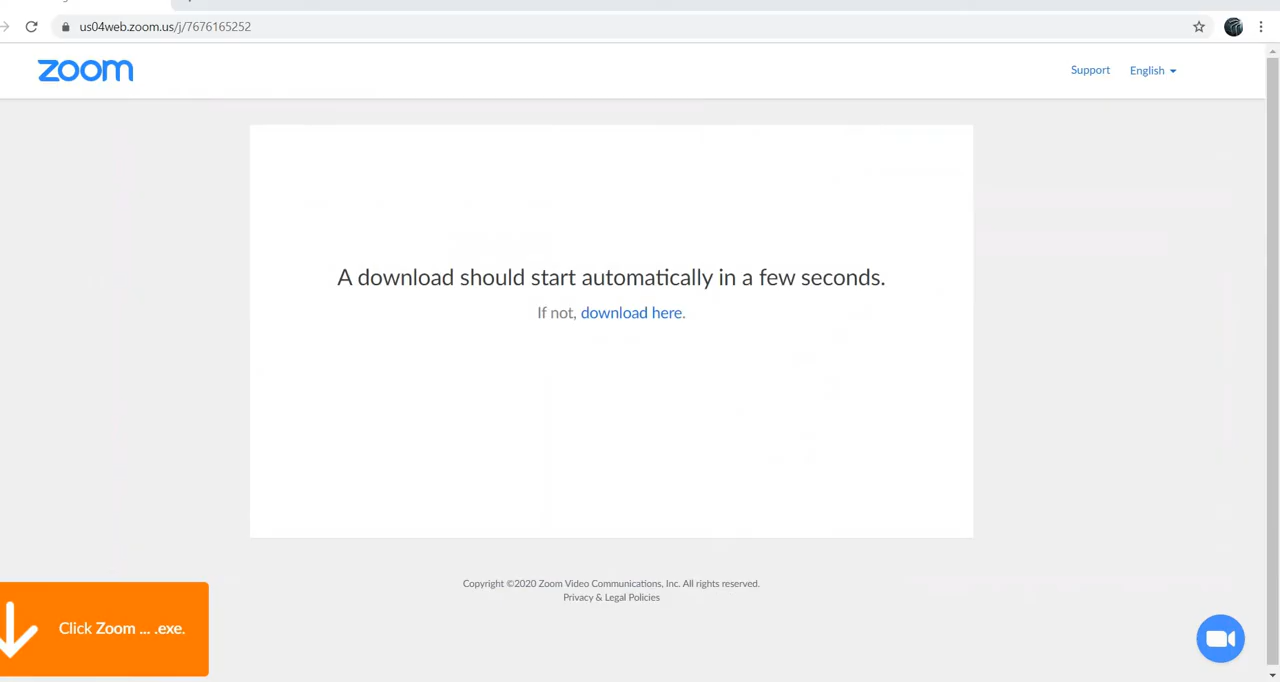 us04web.zoom.us/j/7676165252
zoom
Support
English
A download should start automatically in a few seconds.
If not, download here.
Copyright ©2020 Zoom Video Communications, Inc. All rights reserved.
Privacy & Legal Policies
Click Zoom ... .exe.